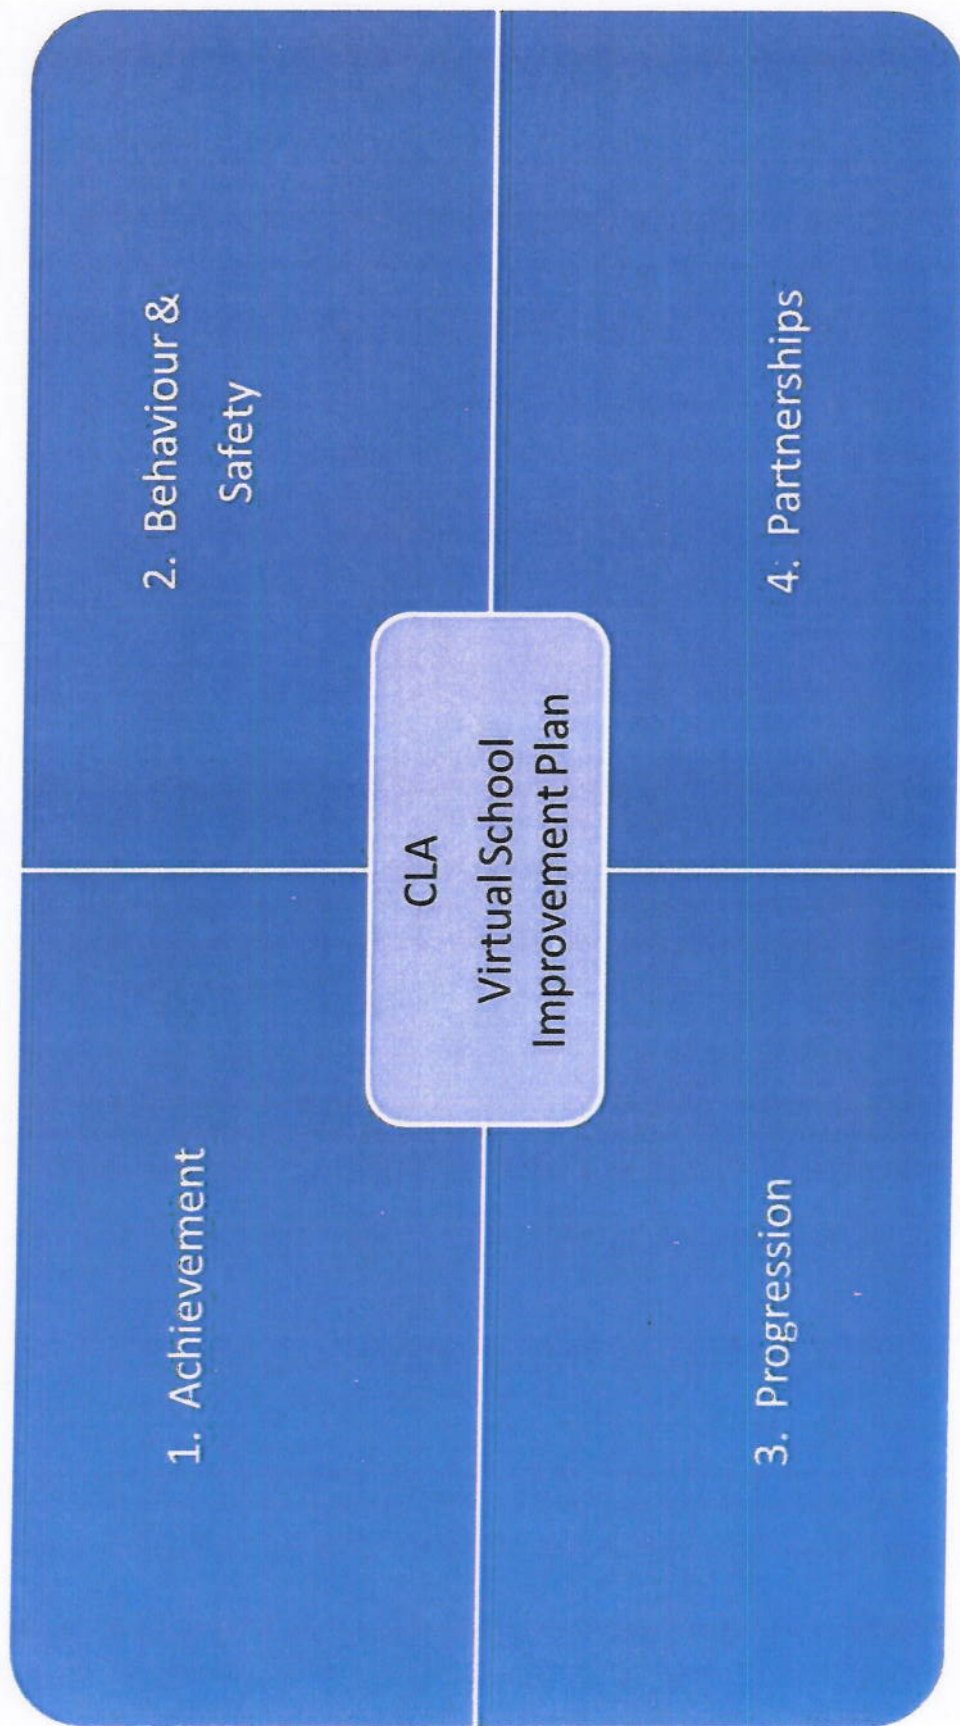 1. Achievement
2. Behaviour &
Safety
CLA
Virtual School
Improvement Plan
3. Progression
4. Partnerships